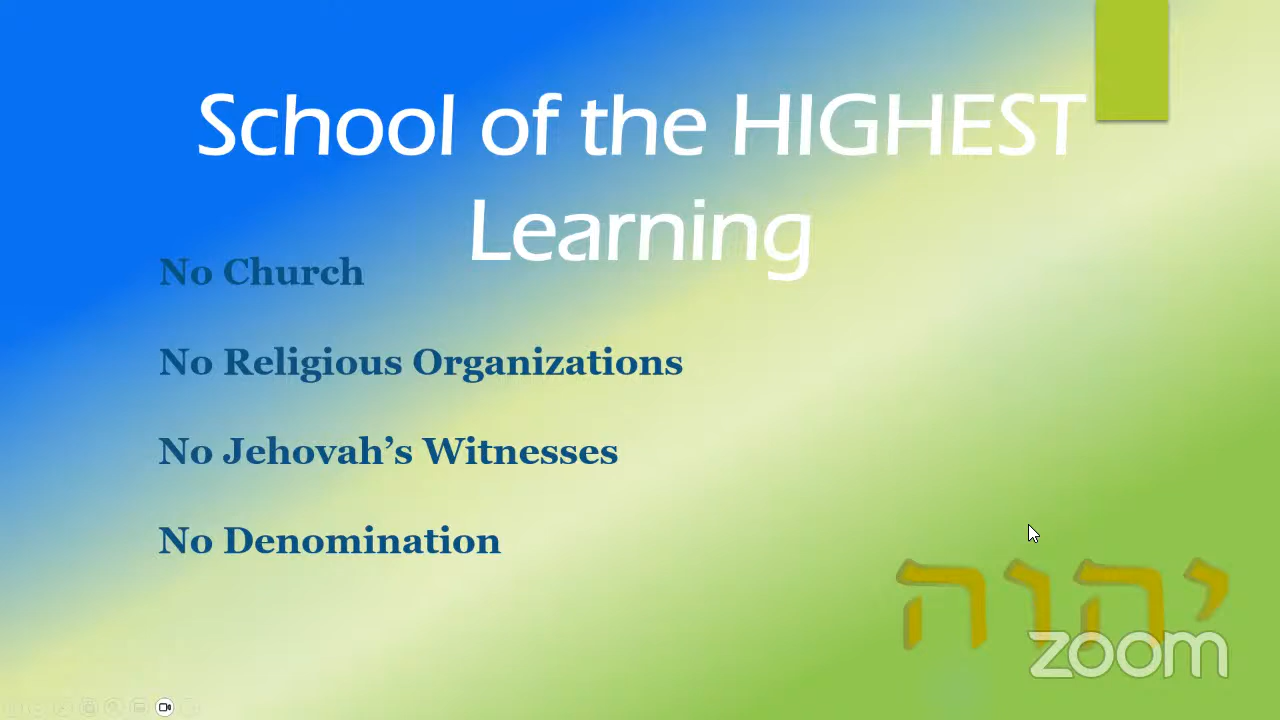 School of the HIGHEST
Learning
No Church
No Religious Organizations
No Jehovah’s Witnesses
No Denomination
יהוה
zoom